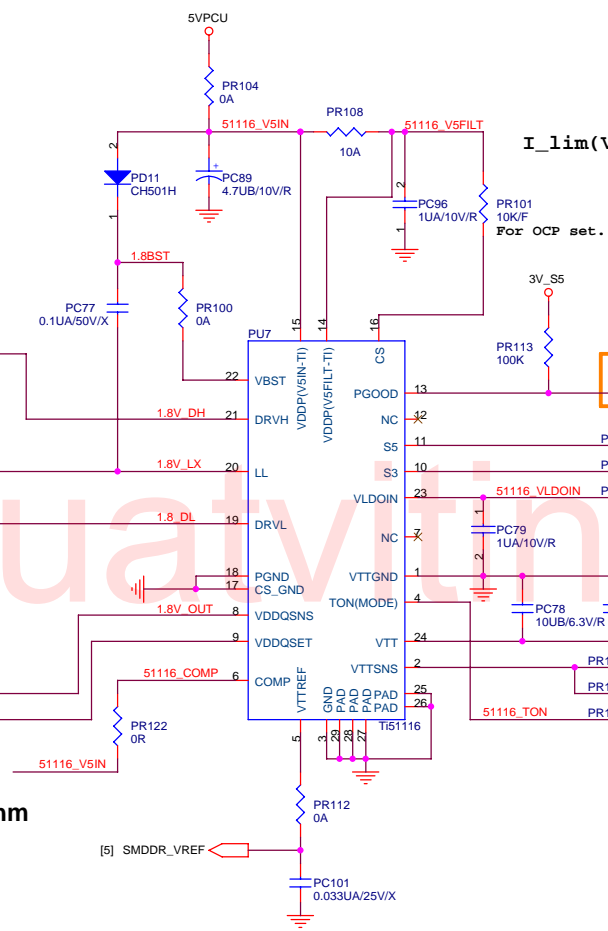 5VPCU
PR104
0A
PR108
51116_V5IN
51116_V5FILT
10A
I_lim(V
2
PD11
CH501H
1
+
PC89
4.7UB/10V/R
2
PC96
1UA/10V/R
1
PR101
10K/F
For OCP set.
1.8BST
3V_S5
PC77
0.1UA/50V/X
PR100
0A
PR113
100K
PU7
15
14
16
VDDP(V5IN-TI)
VDDP(V5FILT-TI)
CS
22 VBST
PGOOD 13
1.8V_DH 21 DRVH
NC 12
S5 11
P
1.8V_LX 20 LL
S3 10
P
VLDOIN 23 51116_VLDOIN
P
1.8_DL 19 DRVL
NC 7
1
PC79
1UA/10V/R
2
uatvitin
18 PGND
17 CS_GND
VTTGND 1
1.8V_OUT 8 VDDQSNS
TON(MODE) 4
PC78
10UB/6.3V/R
9 VDDQSET
VTT 24
51116_COMP 6 COMP
VTTSNS 2
PR1
PAD 25
PR1
PAD 26
VTTREF
GND
PAD
PAD
PAD
Ti51116
51116_TON
PR1
PR122
0R
5
3
29
28
27
51116_V5IN
PR112
0A
[5] SMDDR_VREF
PC101
0.033UA/25V/X